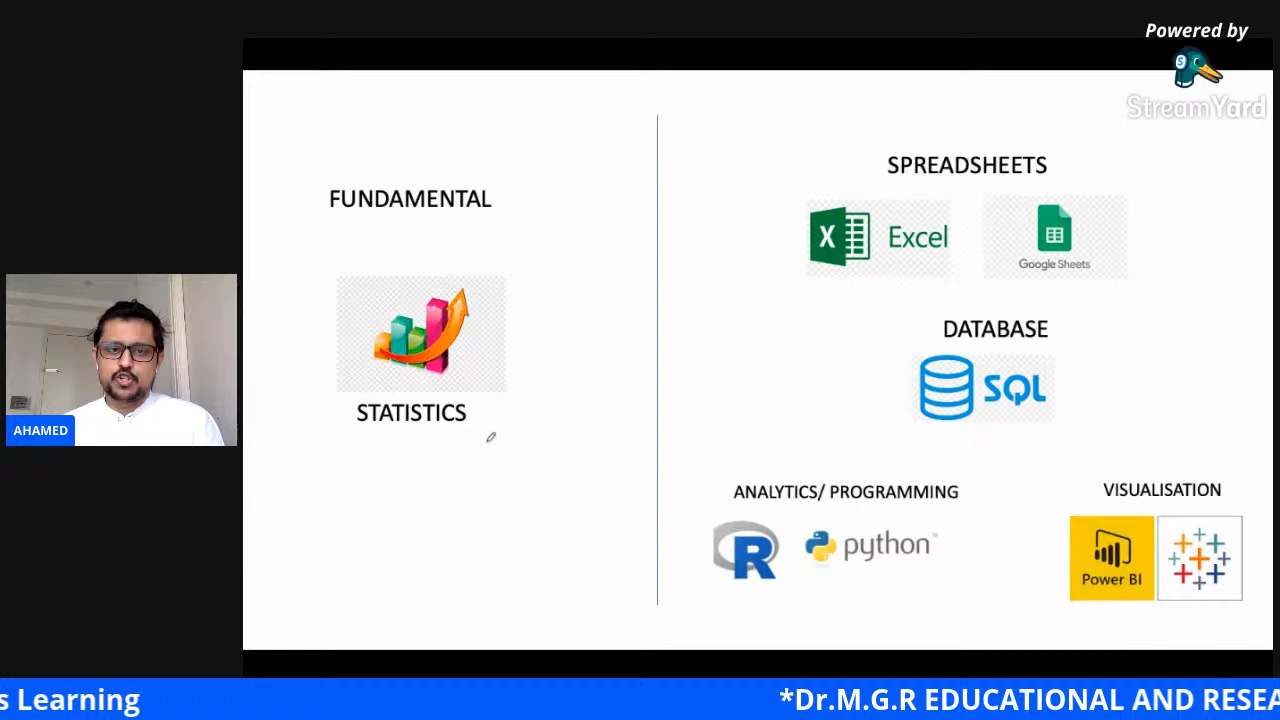 Powered by
StreamYard
SPREADSHEETS
FUNDAMENTAL
X Excel
Google Sheets
DATABASE
SQL
STATISTICS
AHAMED
ANALYTICS/ PROGRAMMING
VISUALISATION
R python
Power BI
s Learning
*Dr.M.G.R EDUCATIONAL AND RESEA